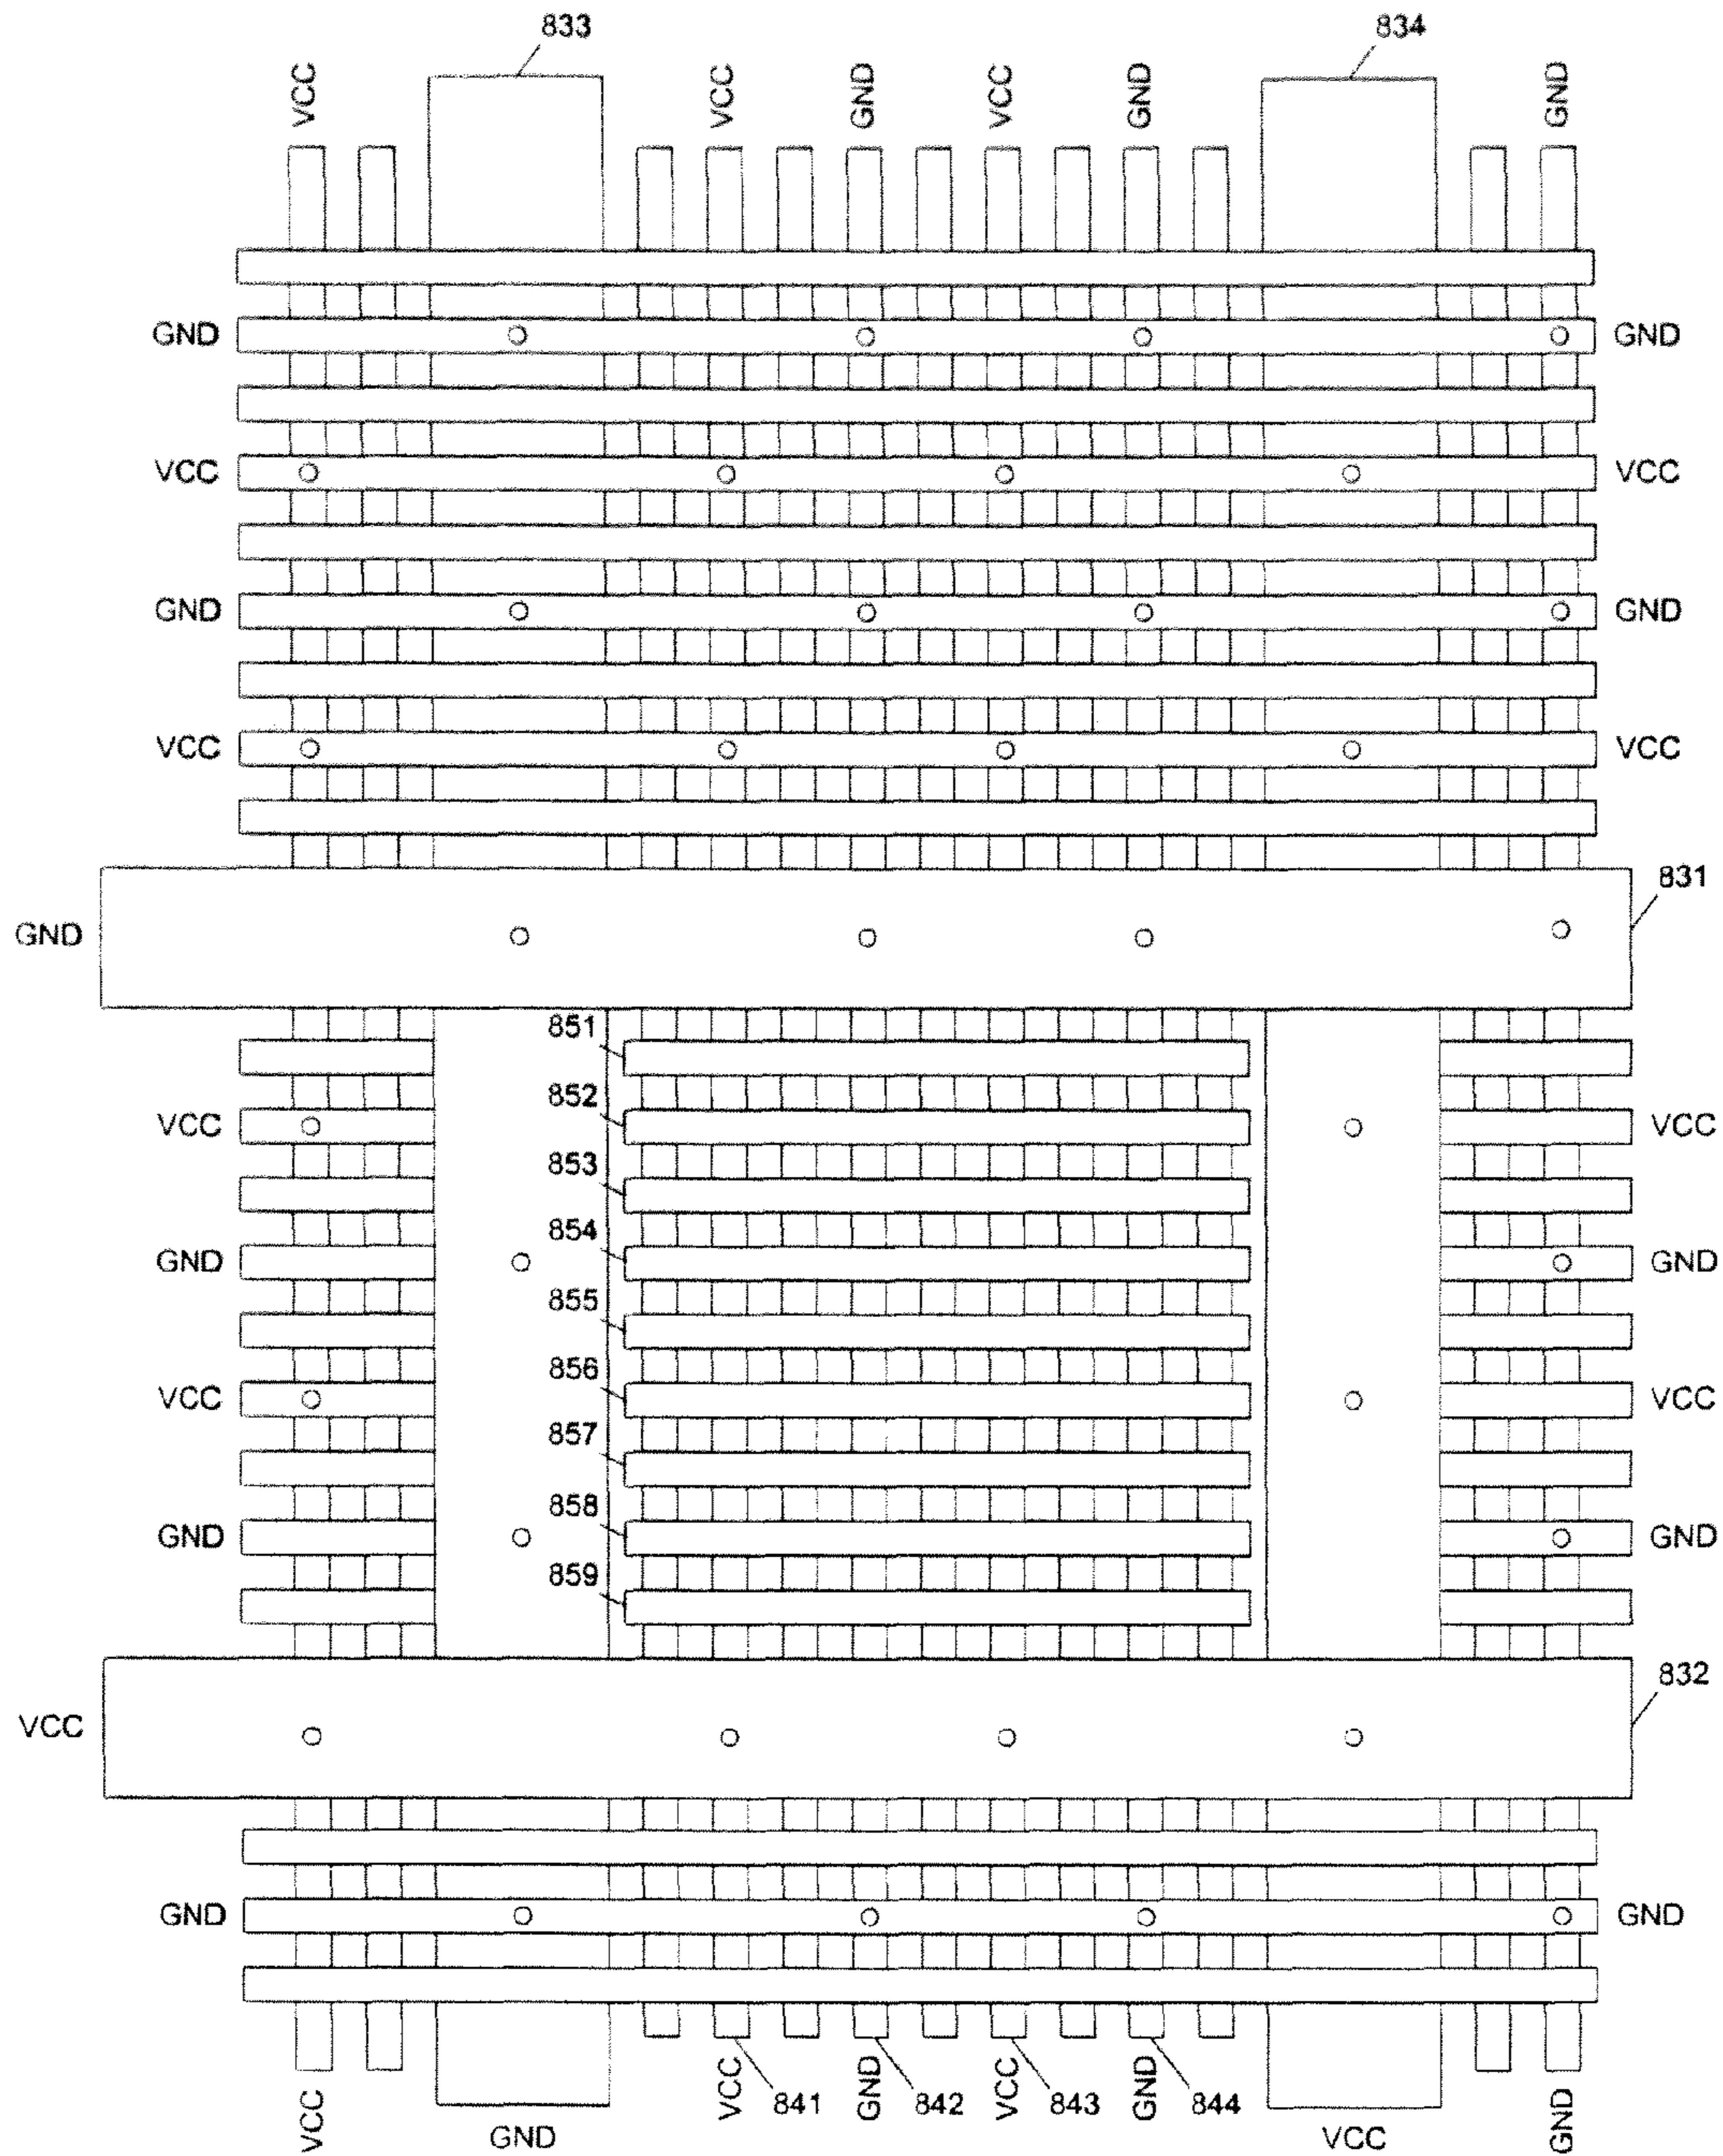 833
834
VCC
VCC
GND
VCC
GND
GND
GND
GND
VCC
VCC
GND
GND
VCC
VCC
831
GND
851
852
VCC
VCC
853
854
GND
GND
855
856
VCC
VCC
857
858
GND
GND
859
832
VCC
GND
GND
VCC
GND
VCC
841
GND
842
VCC
843
GND
844
VCC
GND